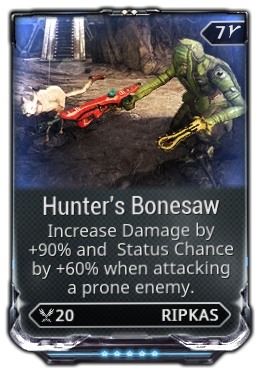 7
Hunter's Bonesaw
Increase Damage by
+90% and Status Chance
by +60% when attacking
a prone enemy.
20 RIPKAS